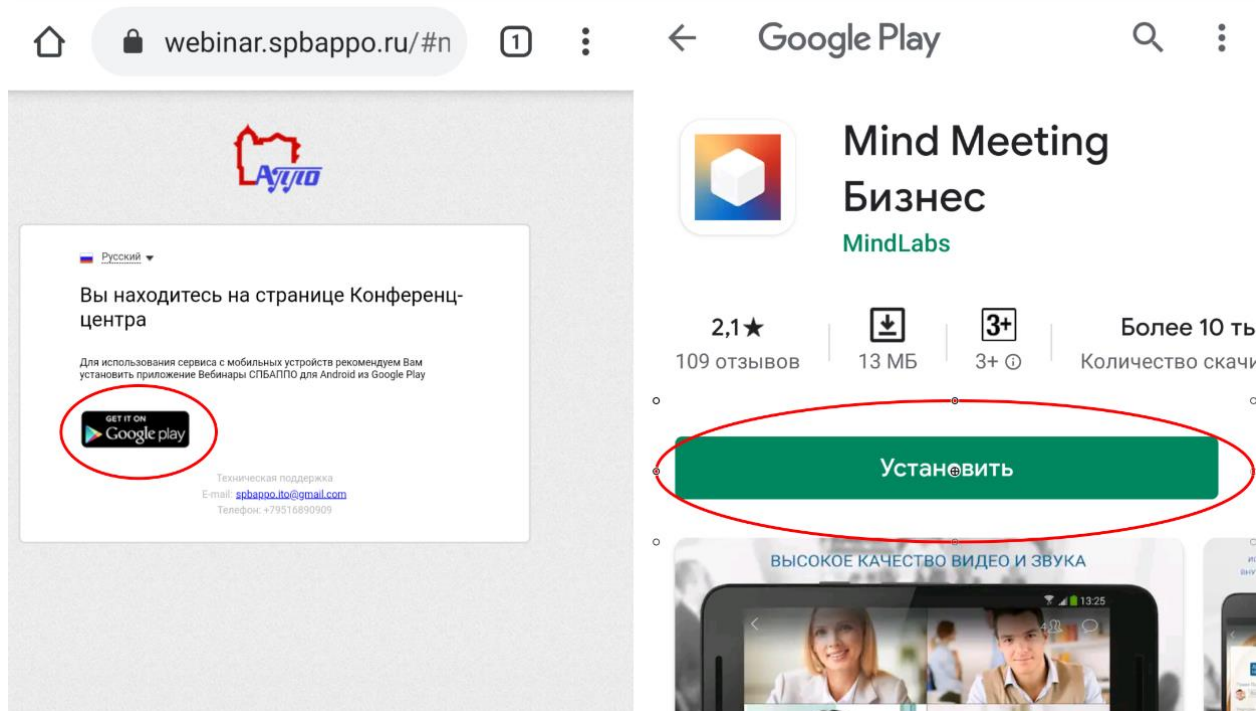 webinar.spbappo.ru/#n
1
Аппо
Русский
Вы находитесь на странице Конференц-
центра
Для использования сервиса с мобильных устройств рекомендуем Вам
установить приложение Вебинары СПБАППО для Android из Google Play
GET IT ON
Google play
Техническая поддержка
E-mail: spbappo.ito@gmail.com
Телефон: +79516890909
Google Play
Mind Meeting
Бизнес
MindLabs
2,1★
109 отзывов
13 МБ
3+
3+
Более 10 ты
Количество скачи
Установить
ВЫСОКОЕ КАЧЕСТВО ВИДЕО И ЗВУКА
13:25
4